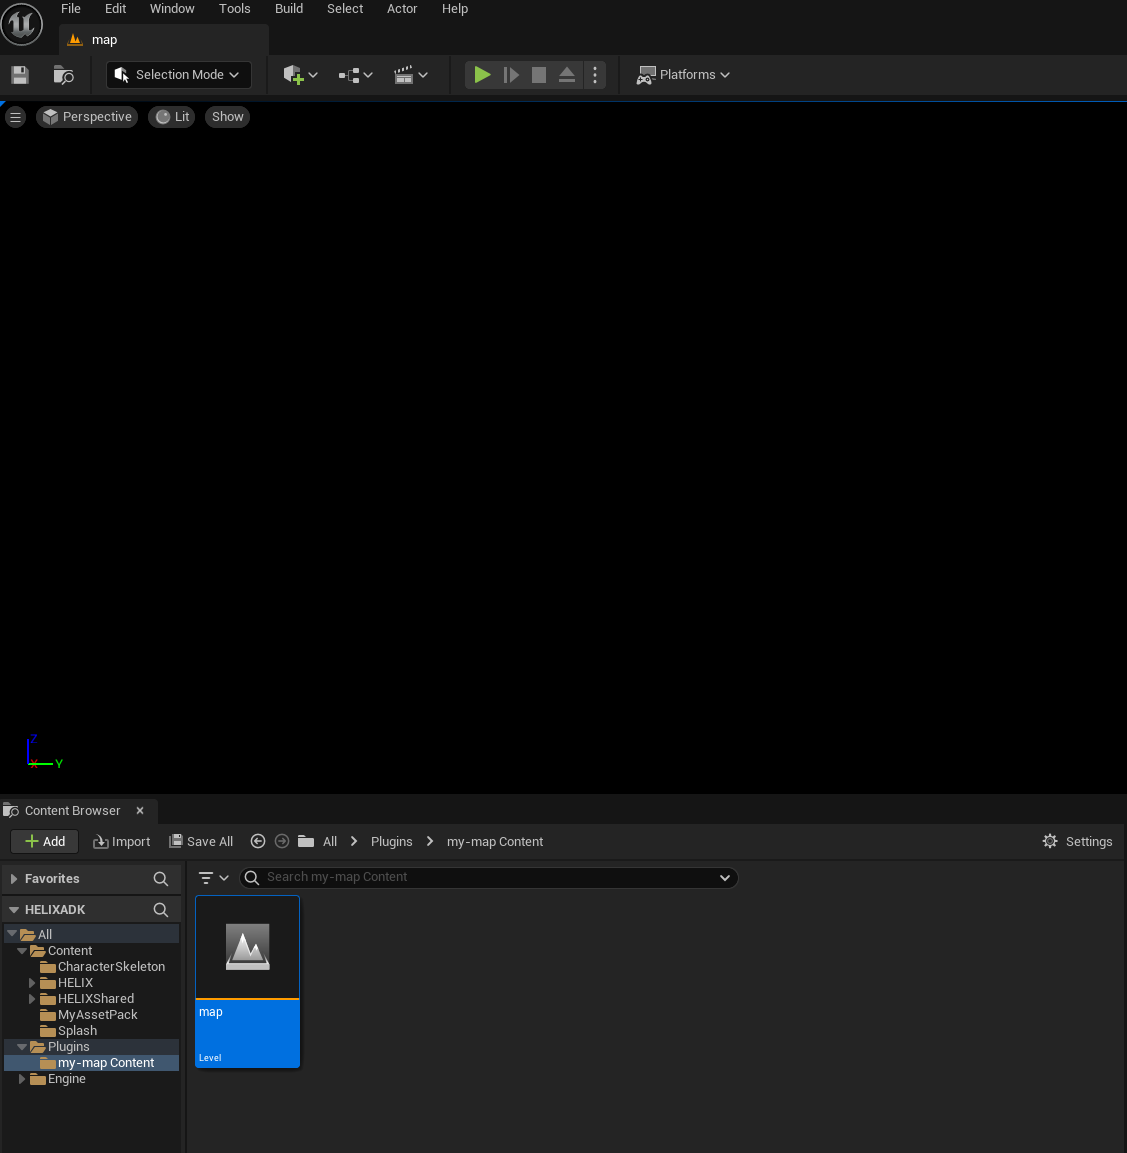 File Edit Window Tools Build Select Actor Help
map
Selection Mode Platforms
Perspective Lit Show
Z
X Y
Content Browser
Add Import Save All All Plugins my-map Content Settings
Favorites Search my-map Content
HELIXADK
All
Content
CharacterSkeleton
HELIX
HELIXShared
MyAssetPack
Splash
Plugins
my-map Content
Engine
map
Level